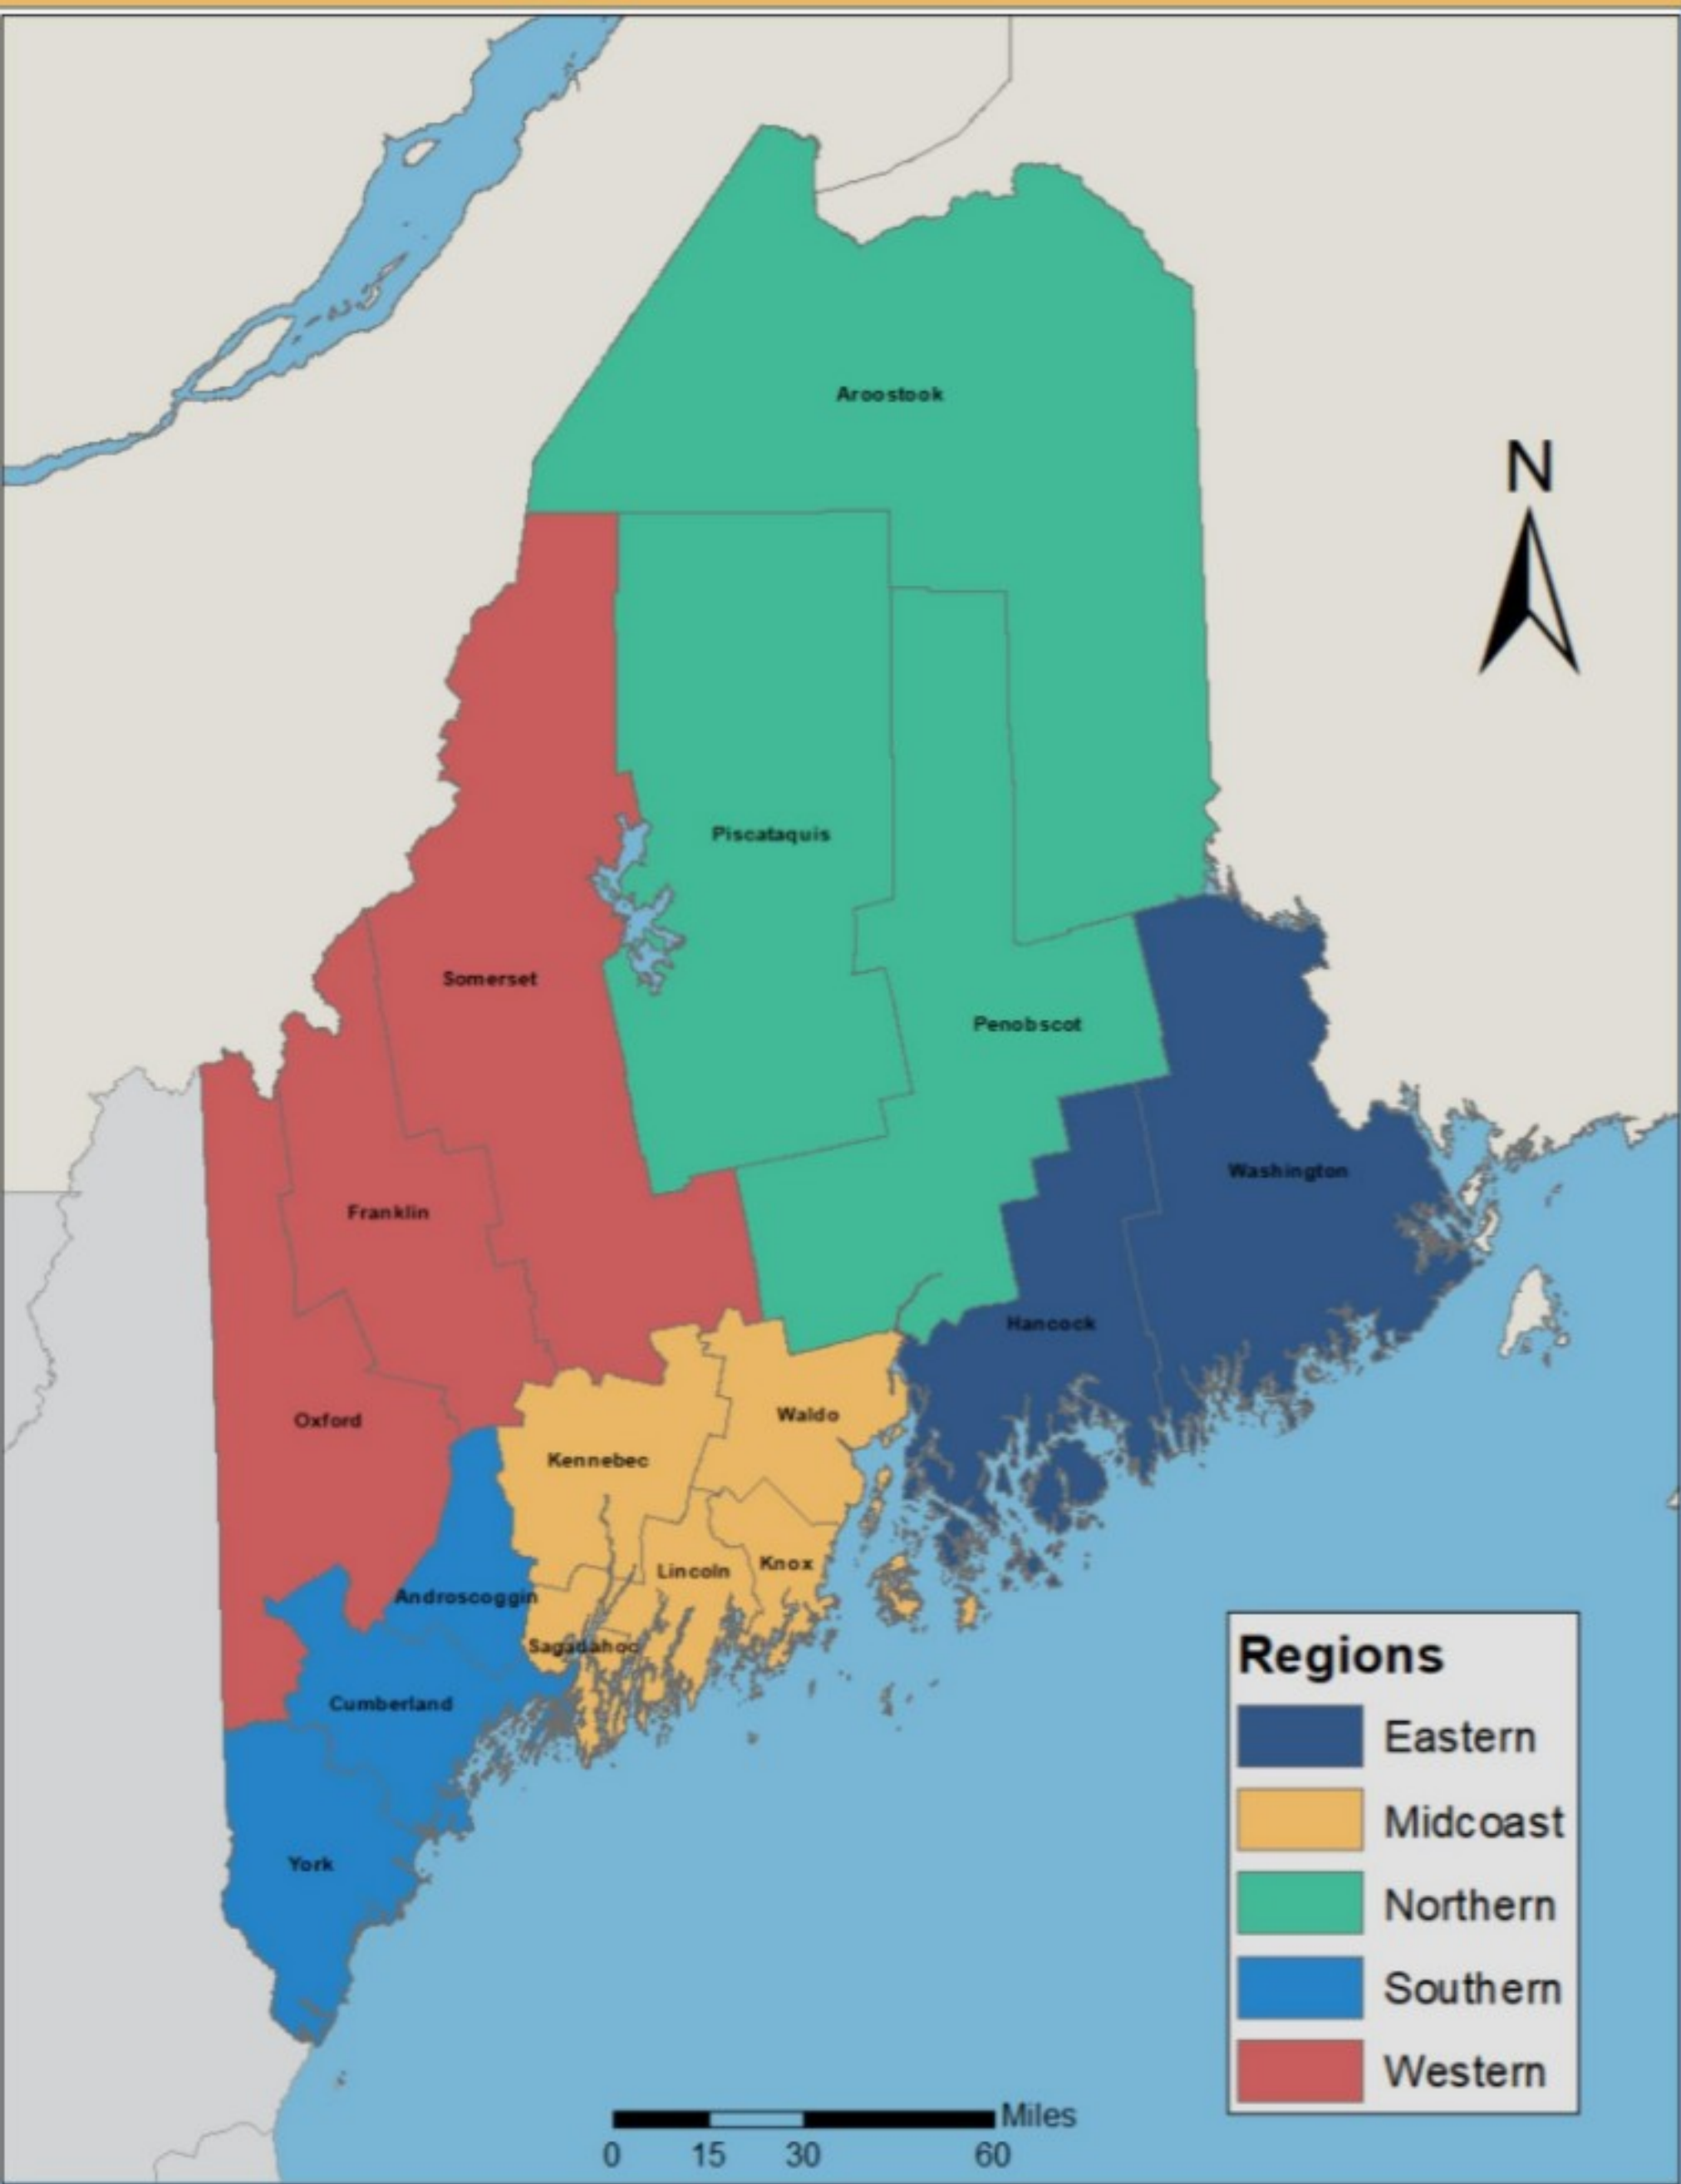 Aroostook
N
Piscataquis
Somerset
Penobscot
Washington
Franklin
Hancock
Oxford
Waldo
Kennebec
Knox
Lincoln
Androscoggin
Sagadahoc
Cumberland
York
Regions
Eastern
Midcoast
Northern
Southern
Western
Miles
0 15 30 60